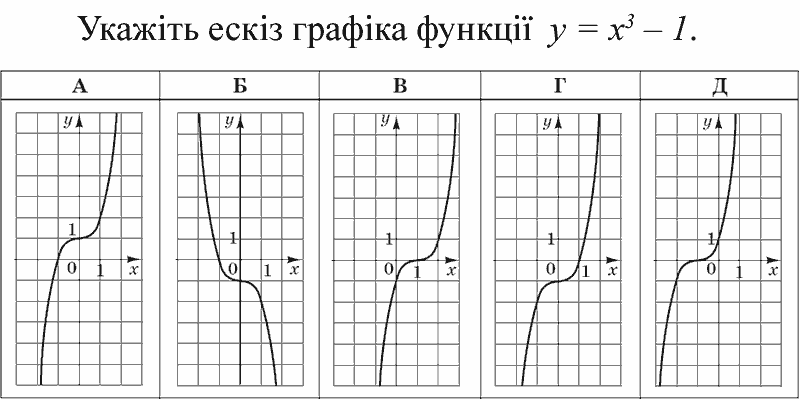 Укажіть ескіз графіка функції y = x³ – 1.
А Б В Г Д
y y y y y
1 1 1 1 1
0 1 x 0 1 x 0 1 x 0 1 x 0 1 x